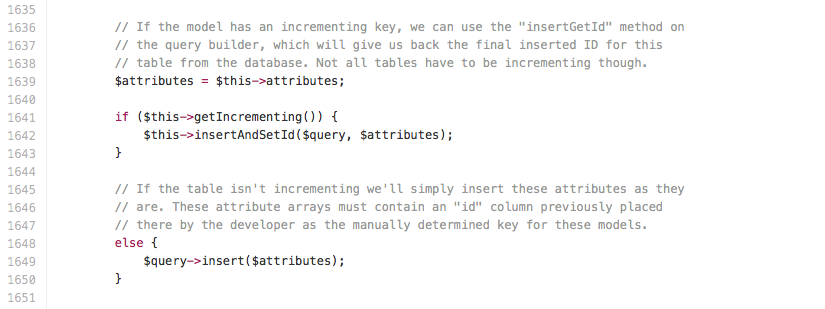 1635
1636 // If the model has an incrementing key, we can use the "insertGetId" method on
1637 // the query builder, which will give us back the final inserted ID for this
1638 // table from the database. Not all tables have to be incrementing though.
1639 $attributes = $this->attributes;
1640
1641 if ($this->getIncrementing()) {
1642     $this->insertAndSetId($query, $attributes);
1643 }
1644
1645 // If the table isn't incrementing we'll simply insert these attributes as they
1646 // are. These attribute arrays must contain an "id" column previously placed
1647 // there by the developer as the manually determined key for these models.
1648 else {
1649     $query->insert($attributes);
1650 }
1651